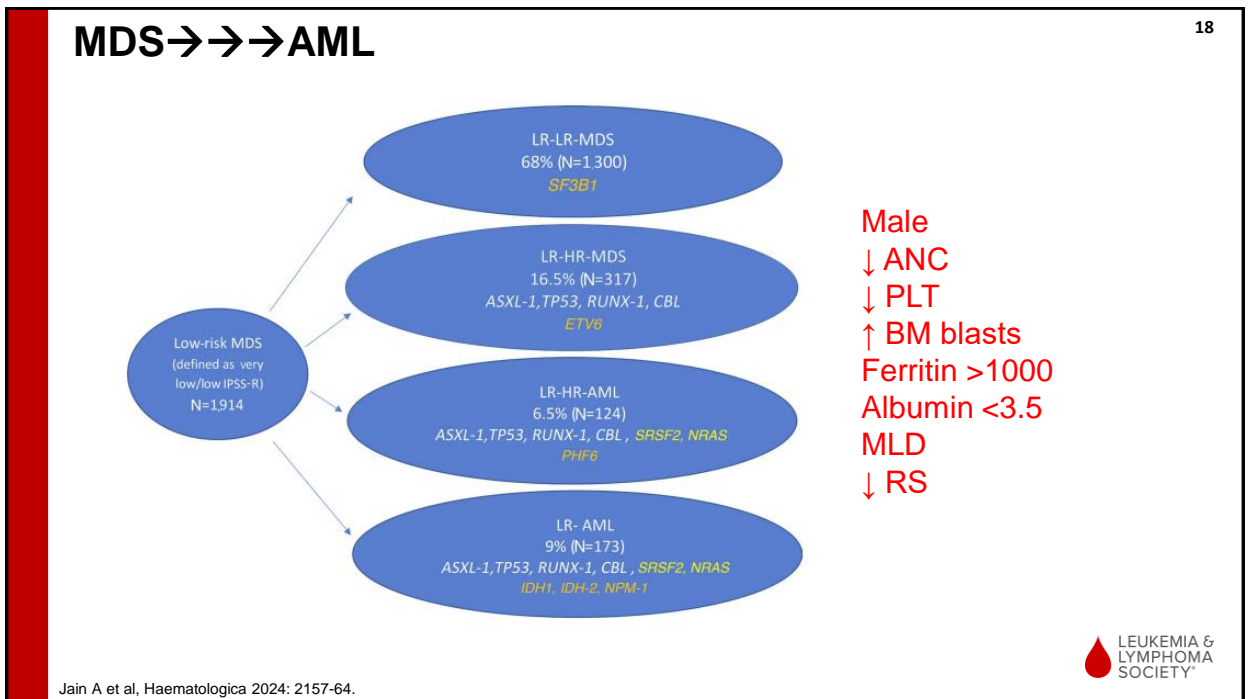 18
MDS→→→AML
LR-LR-MDS
68% (N=1,300)
SF3B1
LR-HR-MDS
16.5% (N=317)
ASXL-1,TP53, RUNX-1, CBL
ETV6
Low-risk MDS
(defined as very
low/low IPSS-R)
N=1,914
LR-HR-AML
6.5% (N=124)
ASXL-1,TP53, RUNX-1, CBL , SRSF2, NRAS
PHF6
LR- AML
9% (N=173)
ASXL-1,TP53, RUNX-1, CBL , SRSF2, NRAS
IDH1, IDH-2, NPM-1
Male
↓ ANC
↓ PLT
↑ BM blasts
Ferritin >1000
Albumin <3.5
MLD
↓ RS
Jain A et al, Haematologica 2024: 2157-64.
LEUKEMIA &
LYMPHOMA
SOCIETY°